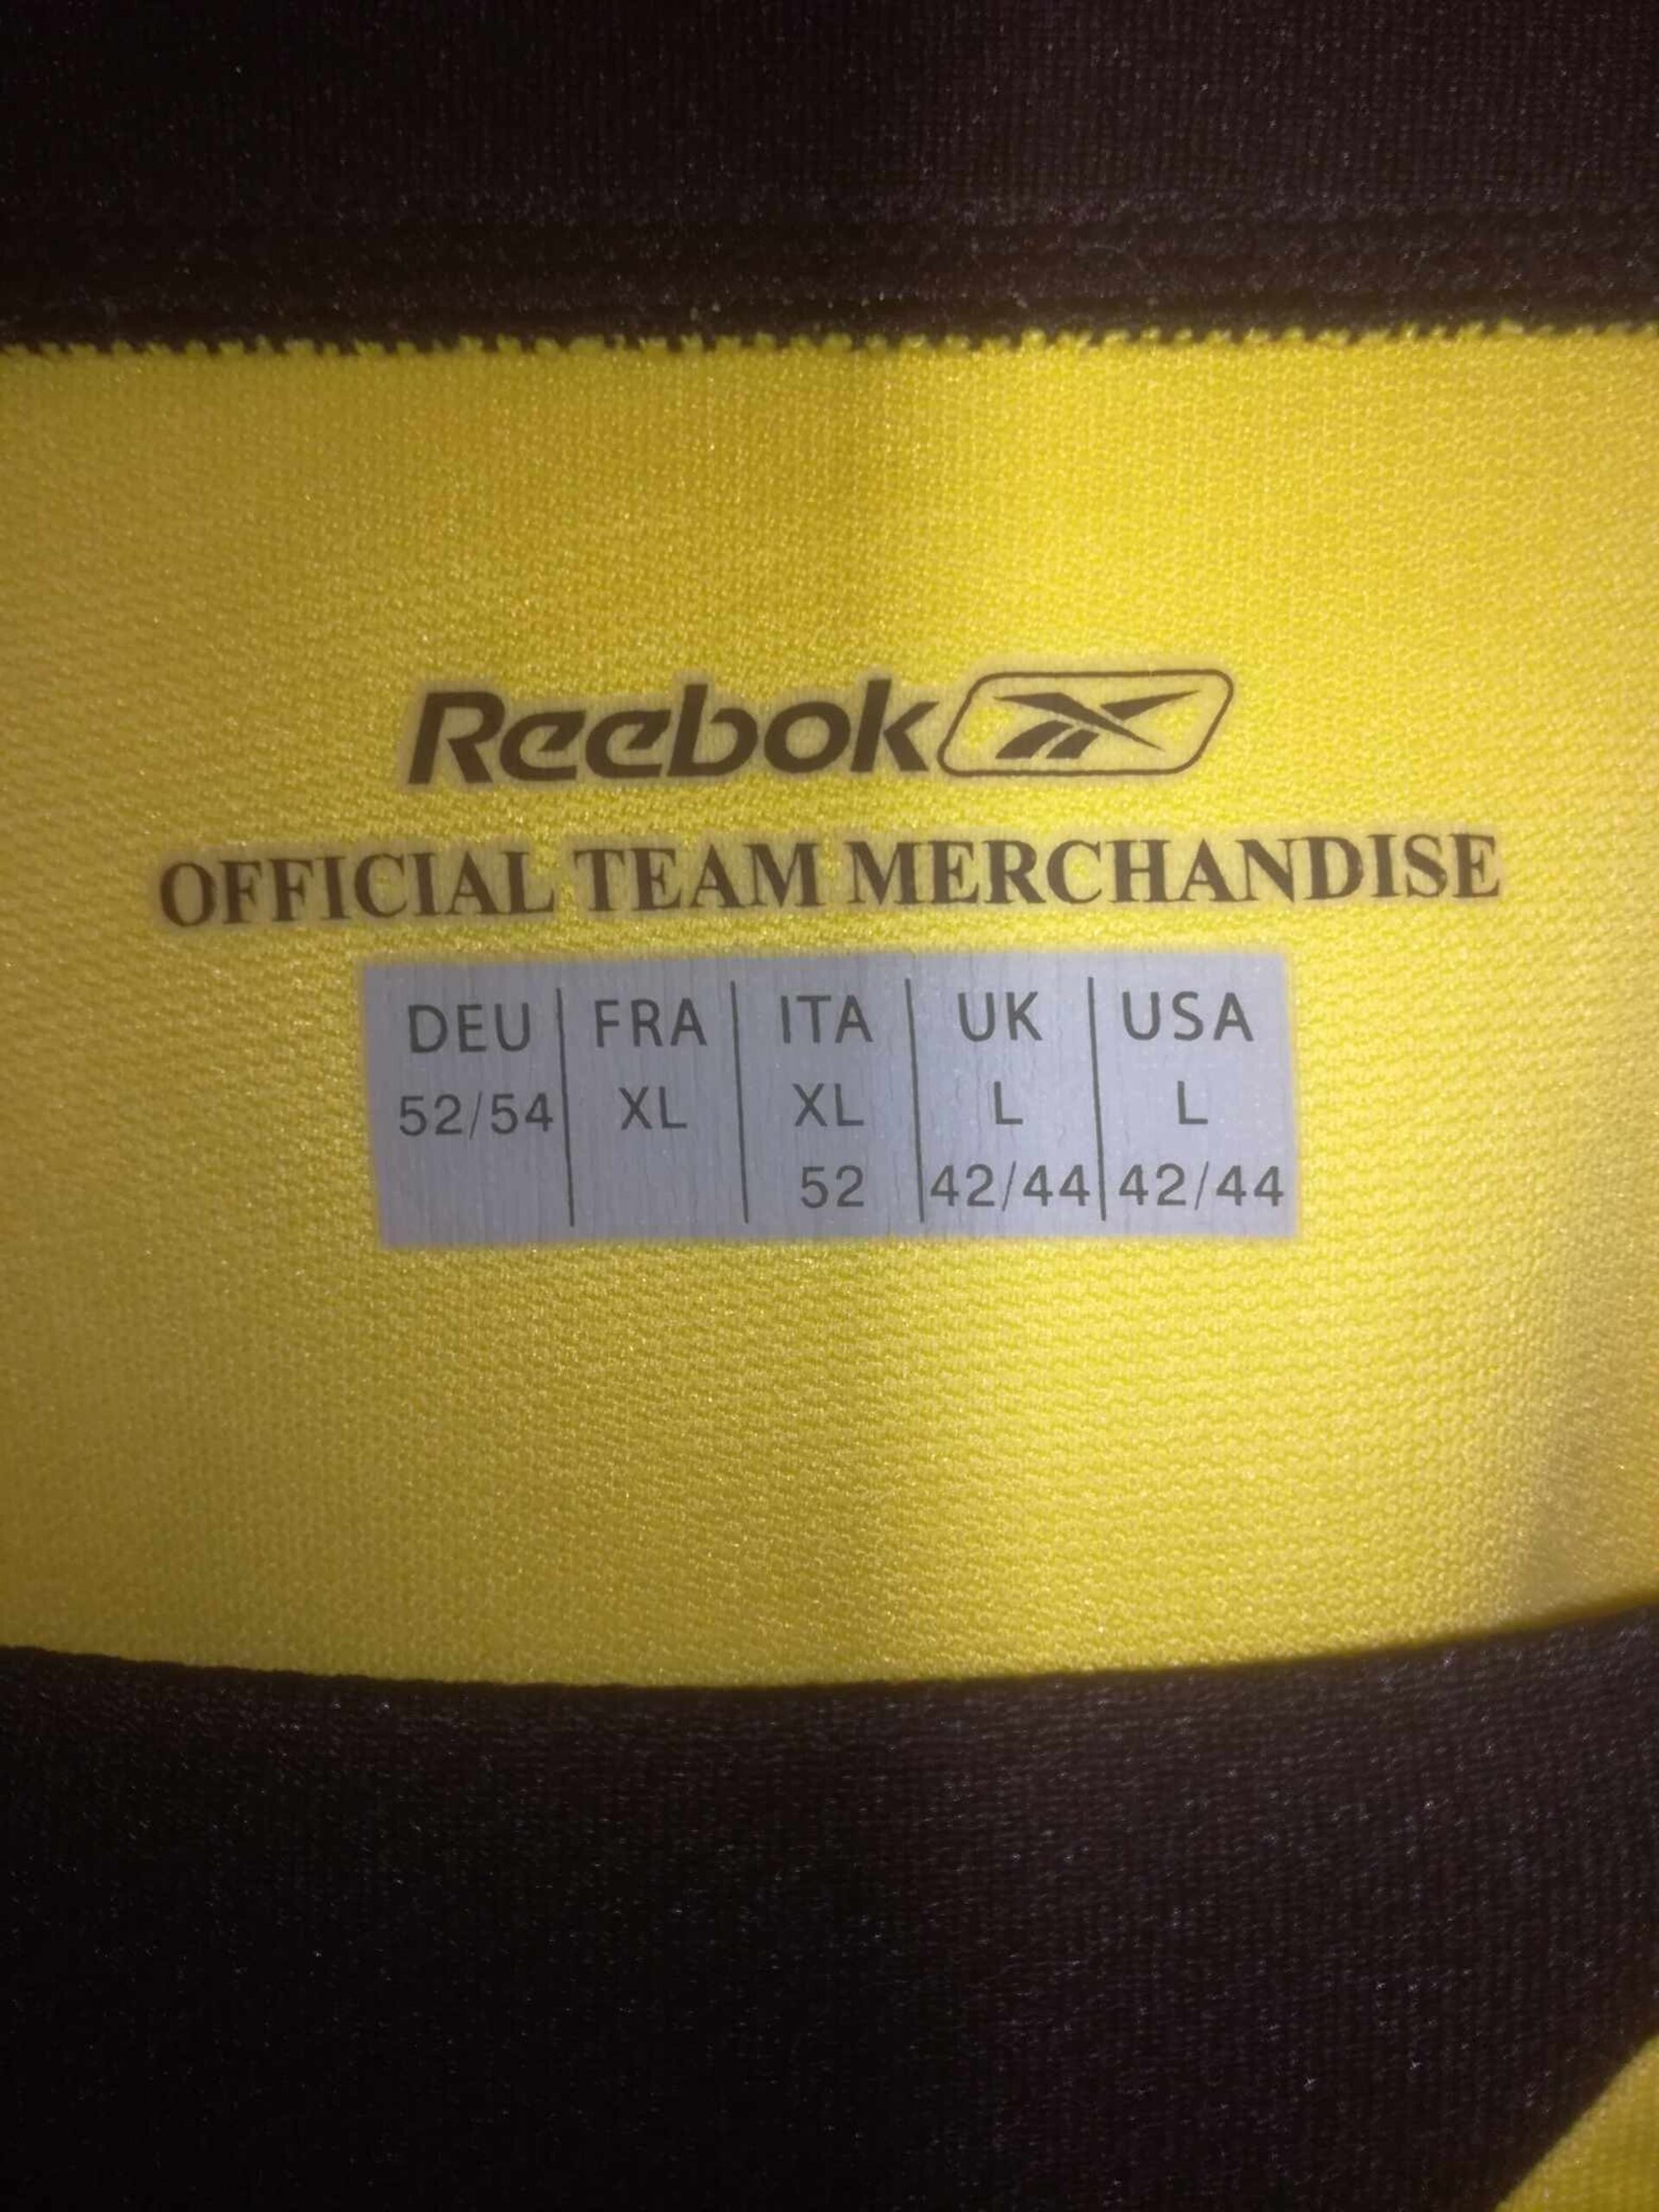 Reebok
OFFICIAL TEAM MERCHANDISE
DEU FRA ITA UK USA
52/54 XL XL L L
52 42/44 42/44